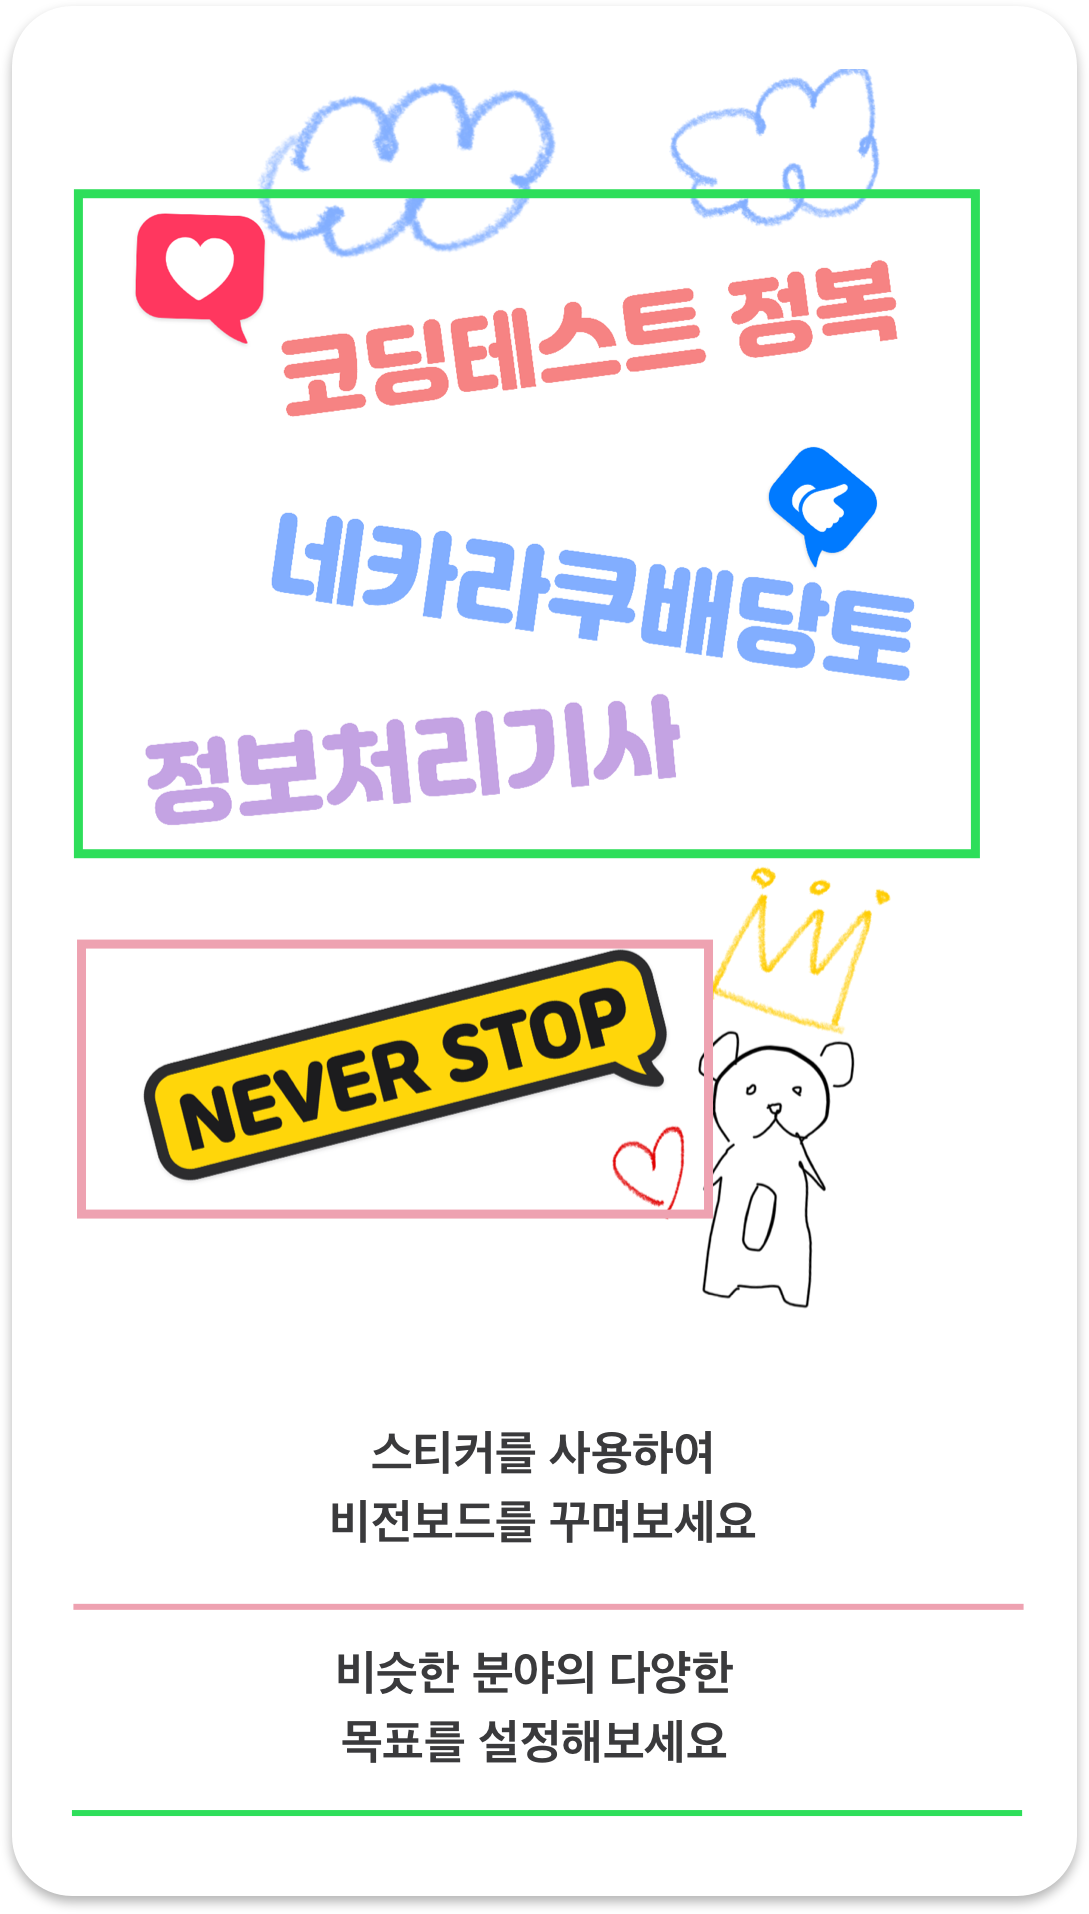 코딩테스트 정복
네카라쿠배당토
정보처리기사
NEVER STOP
스티커를 사용하여
비전보드를 꾸며보세요
비슷한 분야의 다양한
목표를 설정해보세요